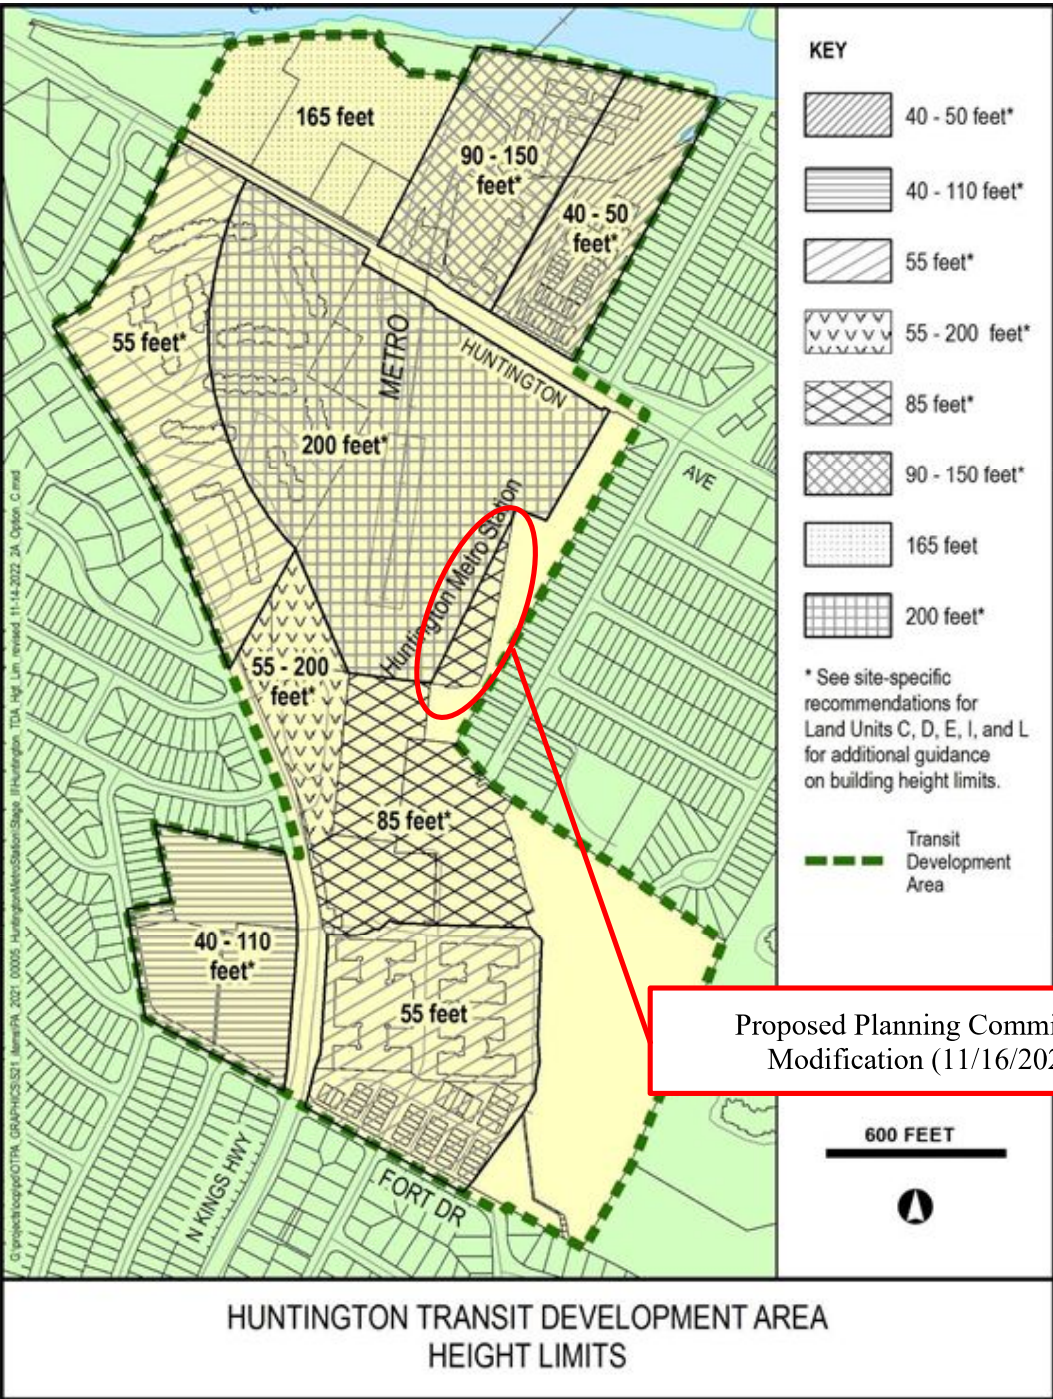 165 feet
90 - 150
feet*
40 - 50
feet*
55 feet*
METRO
HUNTINGTON
200 feet*
AVE
Huntington Metro Station
55 - 200
feet*
85 feet*
40 - 110
feet*
55 feet
N KINGS HWY
FORT DR
KEY
40 - 50 feet*
40 - 110 feet*
55 feet*
55 - 200 feet*
85 feet*
90 - 150 feet*
165 feet
200 feet*
* See site-specific
recommendations for
Land Units C, D, E, I, and L
for additional guidance
on building height limits.
Transit
Development
Area
Proposed Planning Commi
Modification (11/16/202
600 FEET
HUNTINGTON TRANSIT DEVELOPMENT AREA
HEIGHT LIMITS